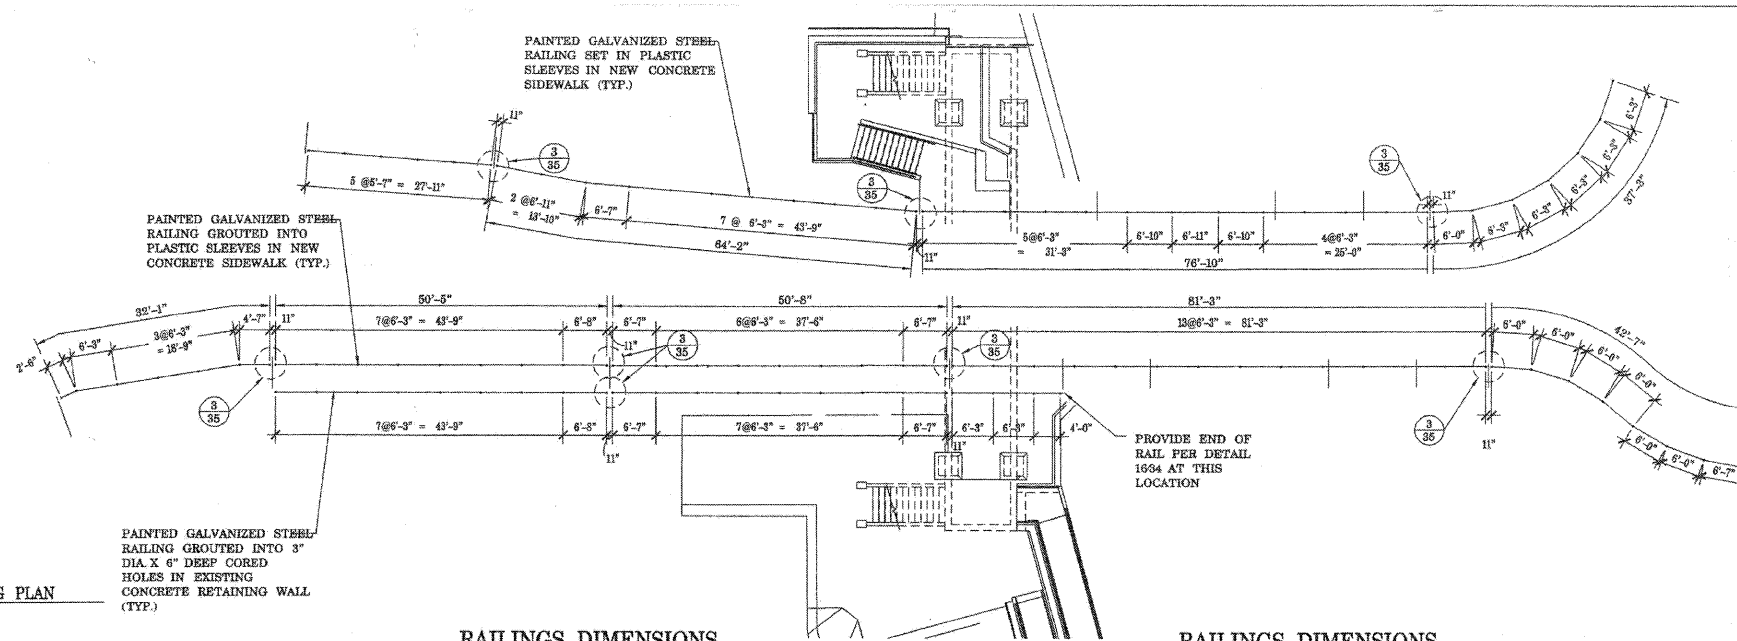 PAINTED GALVANIZED STEEL
RAILING SET IN PLASTIC
SLEEVES IN NEW CONCRETE
SIDEWALK (TYP.)
11"
3
35
5 @5'-7" = 27'-11"
2 @6'-11"
= 13'-10"
6'-7"
7 @ 6'-3" = 43'-9"
64'-2"
3
35
11"
5@6'-3"
= 31'-3"
6'-10"
6'-11"
6'-10"
4@6'-3"
= 25'-0"
76'-10"
3
35
11"
6'-0"
6'-3"
6'-3"
6'-3"
6'-3"
6'-3"
37'-3"
PAINTED GALVANIZED STEEL
RAILING GROUTED INTO
PLASTIC SLEEVES IN NEW
CONCRETE SIDEWALK (TYP.)
32'-1"
50'-5"
50'-8"
81'-3"
42'-7"
2'-6"
6'-3"
3@6'-3"
= 18'-9"
4'-7"
11"
7@6'-3" = 43'-9"
6'-8"
6'-7"
11"
6@6'-3" = 37'-6"
6'-7"
11"
13@6'-3" = 81'-3"
6'-0"
6'-0"
6'-0"
6'-0"
3
35
3
35
3
35
3
35
7@6'-3" = 43'-9"
6'-8"
6'-7"
11"
7@6'-3" = 37'-6"
6'-7"
11"
6'-3"
6'-3"
4'-0"
11"
6'-0"
6'-0"
6'-7"
PROVIDE END OF
RAIL PER DETAIL
1634 AT THIS
LOCATION
PAINTED GALVANIZED STEEL
RAILING GROUTED INTO 3"
DIA. X 6" DEEP CORED
HOLES IN EXISTING
CONCRETE RETAINING WALL
(TYP.)
G PLAN
RAILINGS DIMENSIONS
RAILINGS DIMENSIONS